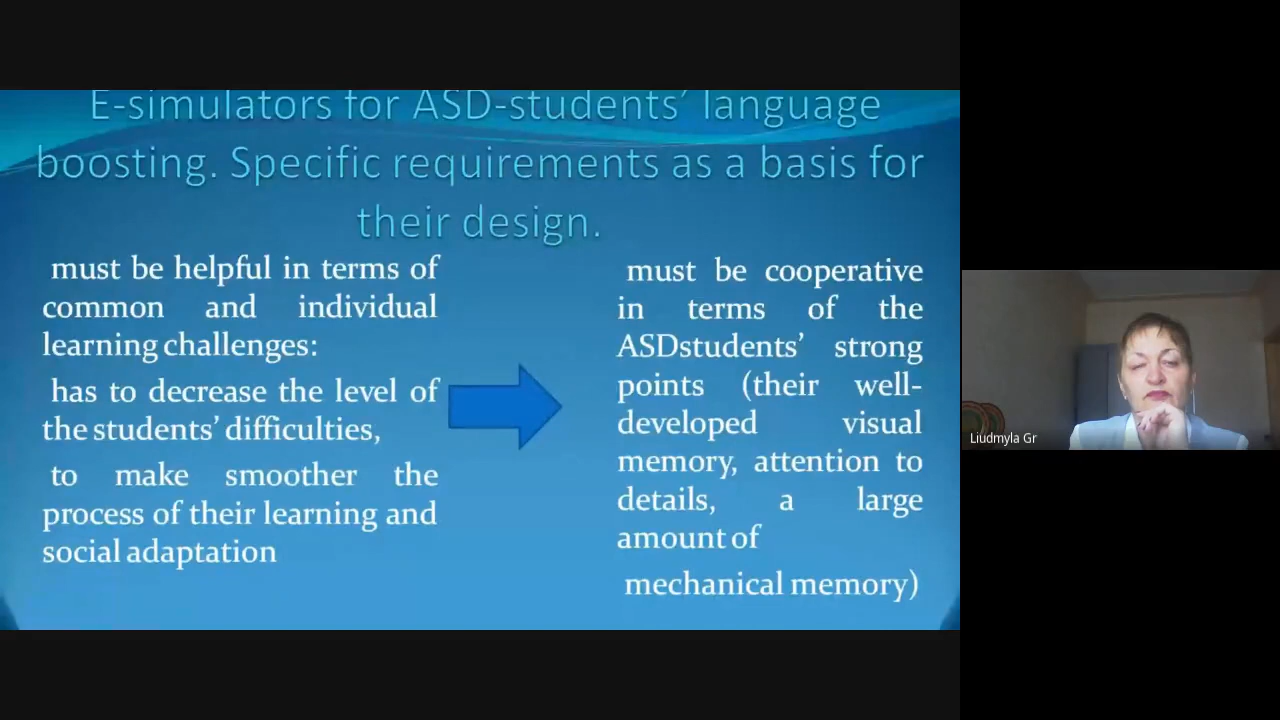 E-simulators for ASD-students’ language
boosting. Specific requirements as a basis for
their design.
must be helpful in terms of
common and individual
learning challenges:
has to decrease the level of
the students’ difficulties,
to make smoother the
process of their learning and
social adaptation
must be cooperative
in terms of the
ASDstudents’ strong
points (their well-
developed visual
memory, attention to
details, a large
amount of
mechanical memory)
Liudmyla Gr